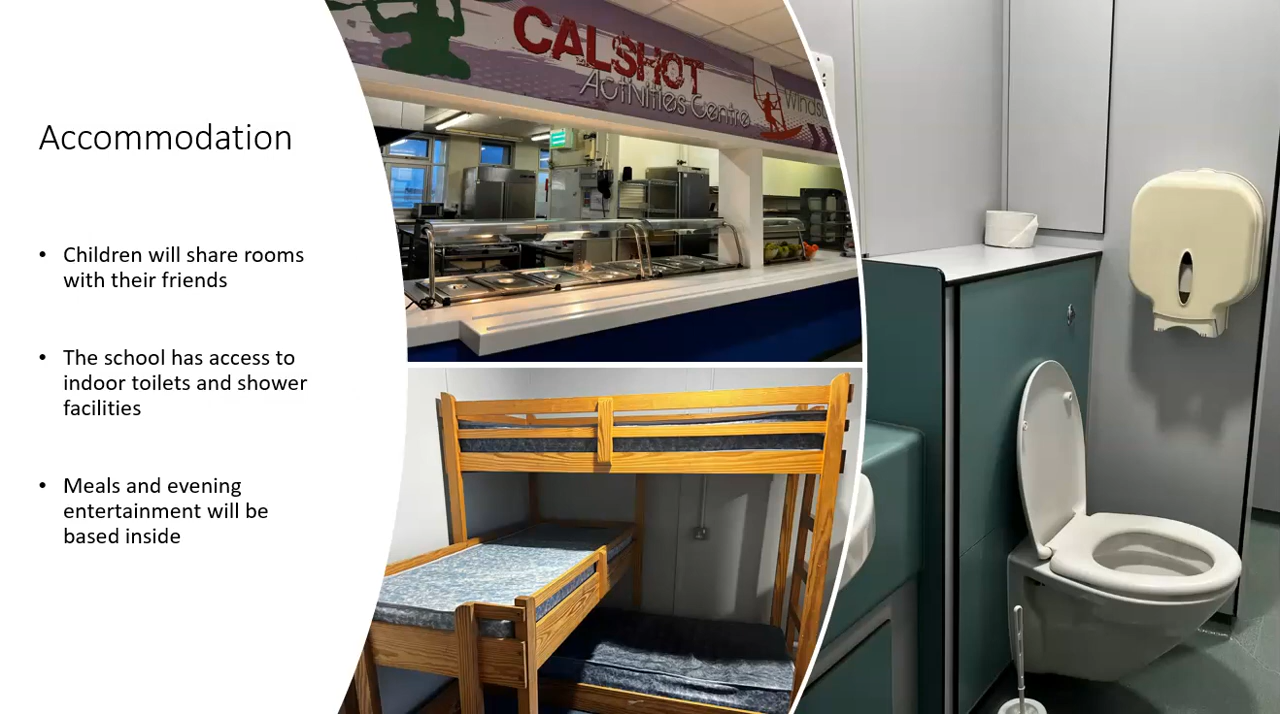 Accommodation
• Children will share rooms
with their friends
• The school has access to
indoor toilets and shower
facilities
• Meals and evening
entertainment will be
based inside
CALSHOT
Activities Centre